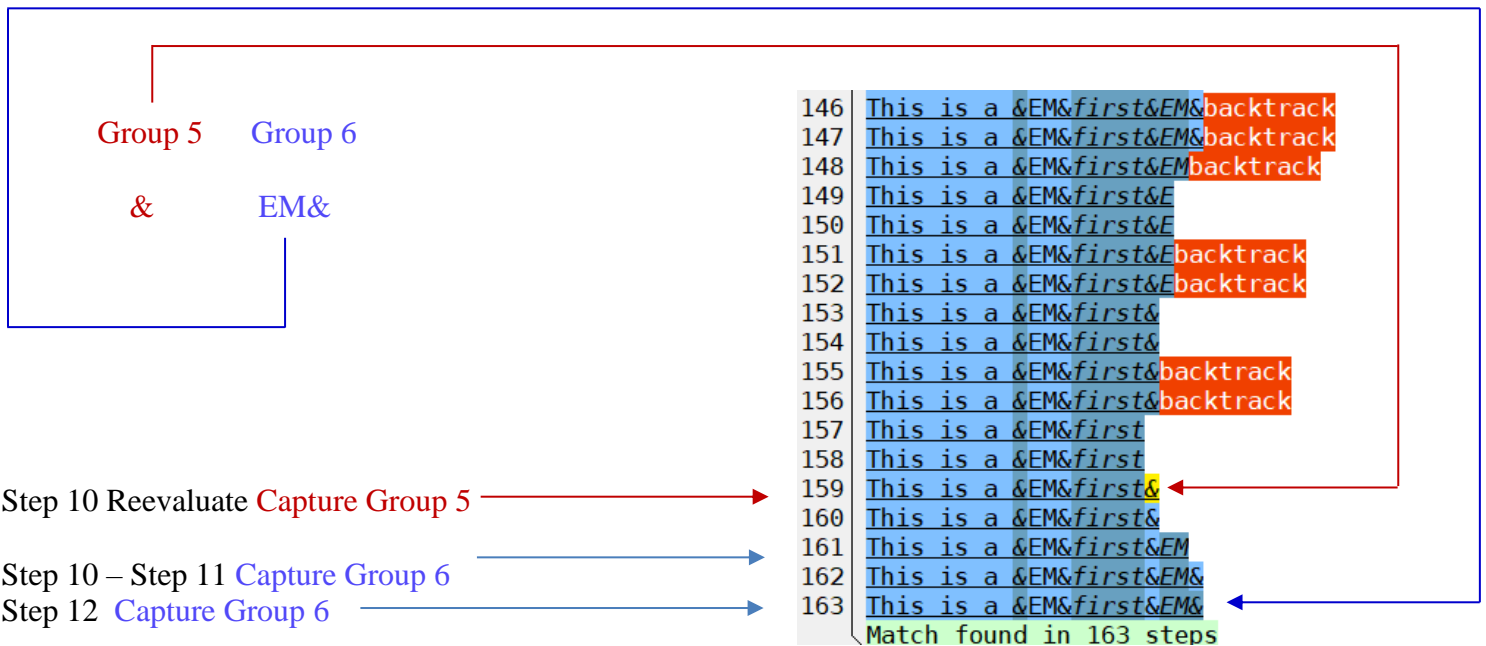 Group 5 Group 6
& EM&
Step 10 Reevaluate Capture Group 5
Step 10 – Step 11 Capture Group 6
Step 12 Capture Group 6
146 This is a &EM&first&EM&backtrack
147 This is a &EM&first&EM&backtrack
148 This is a &EM&first&EMbacktrack
149 This is a &EM&first&E
150 This is a &EM&first&E
151 This is a &EM&first&Ebacktrack
152 This is a &EM&first&Ebacktrack
153 This is a &EM&first&
154 This is a &EM&first&
155 This is a &EM&first&backtrack
156 This is a &EM&first&backtrack
157 This is a &EM&first
158 This is a &EM&first
159 This is a &EM&first&
160 This is a &EM&first&
161 This is a &EM&first&EM
162 This is a &EM&first&EM&
163 This is a &EM&first&EM&
Match found in 163 steps